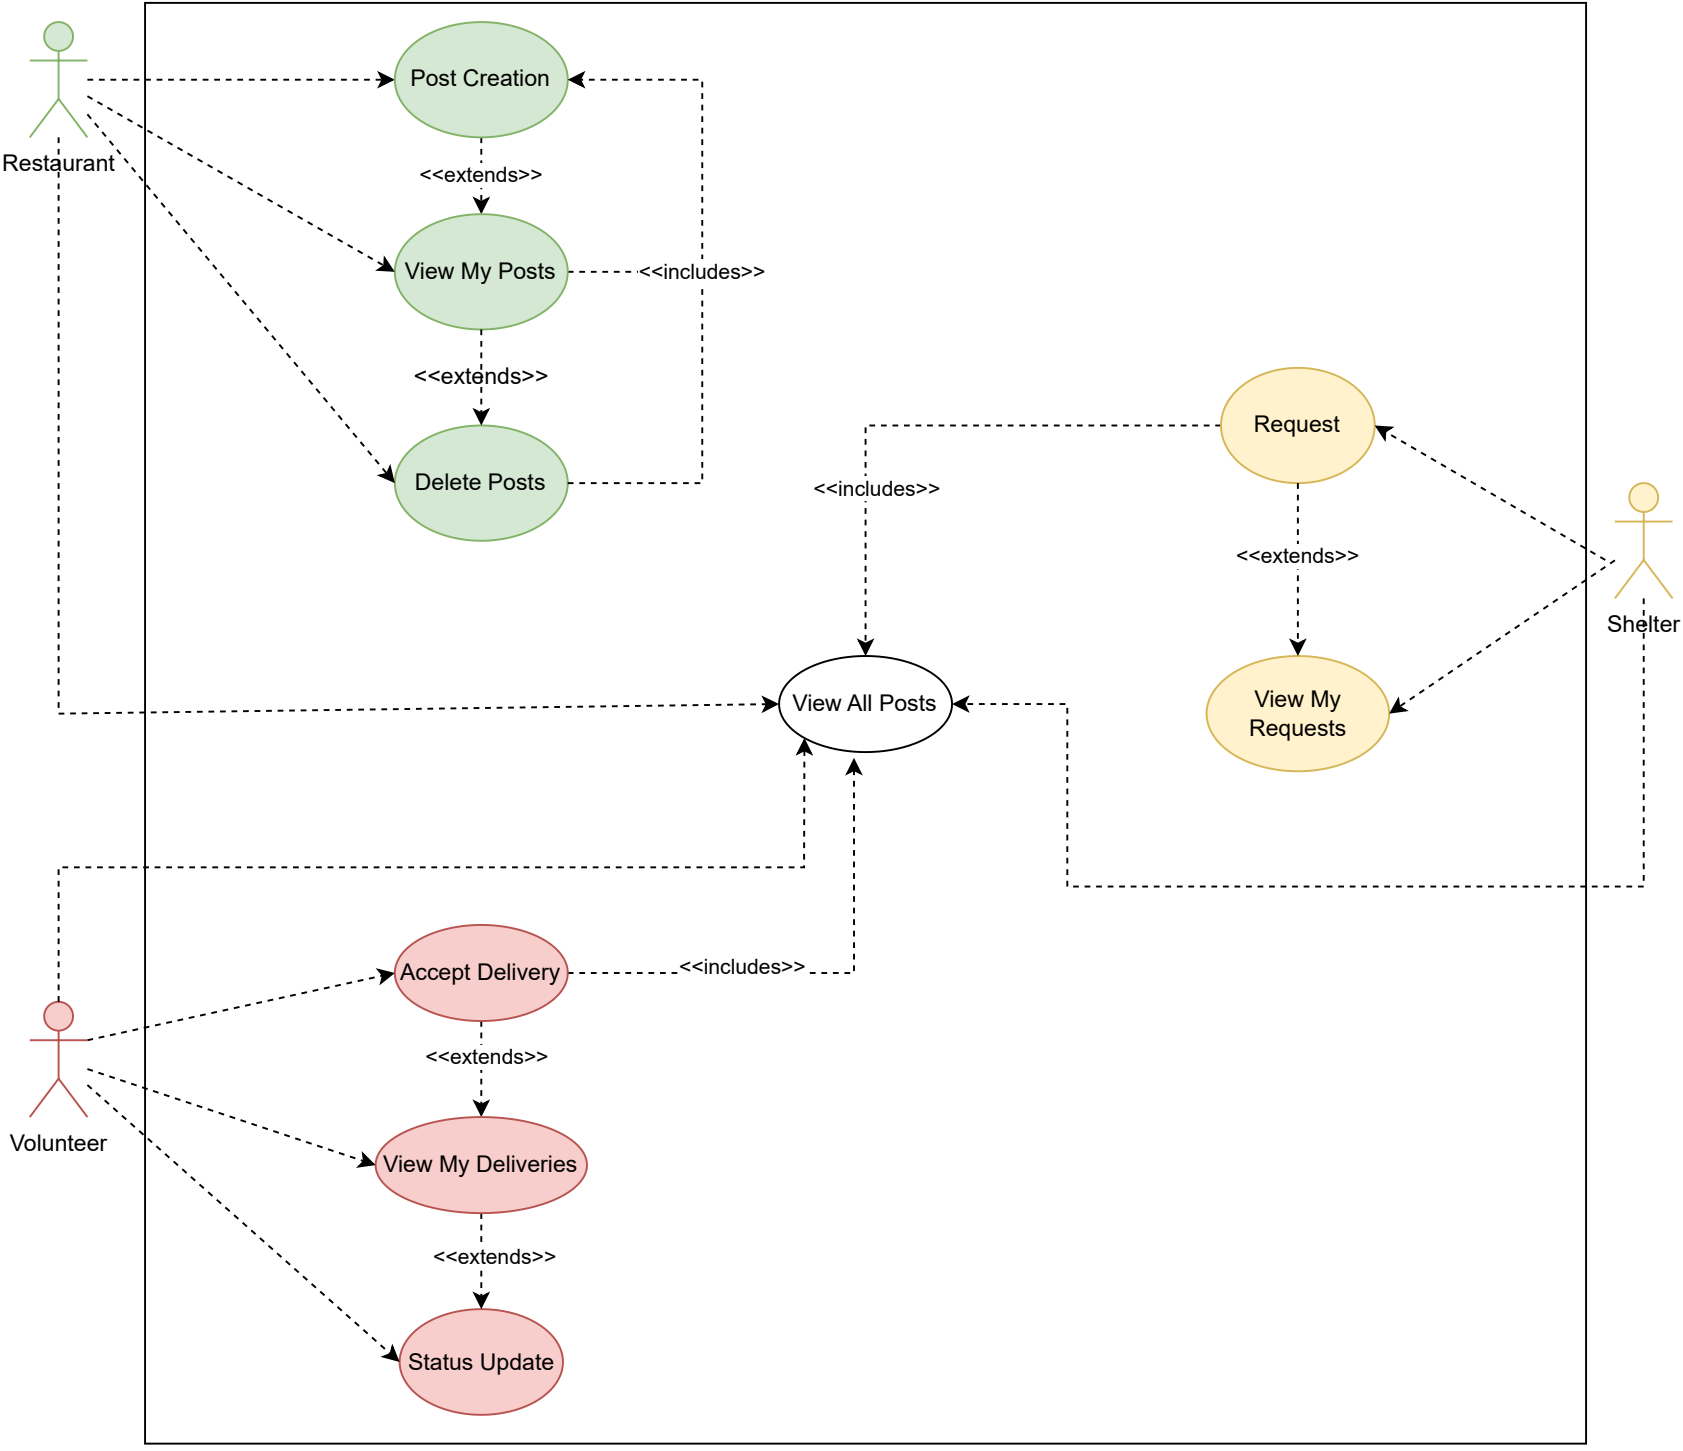 Post Creation
Restaurant
<<extends>>
View My Posts
<<includes>>
<<extends>>
Delete Posts
Request
<<includes>>
<<extends>>
Shelter
View All Posts
View My
Requests
Accept Delivery
<<includes>>
<<extends>>
Volunteer
View My Deliveries
<<extends>>
Status Update